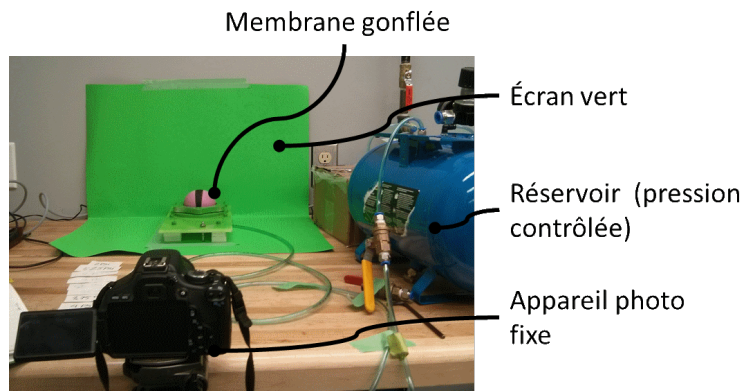 Membrane gonflée
Écran vert
Réservoir (pression
contrôlée)
Appareil photo
fixe